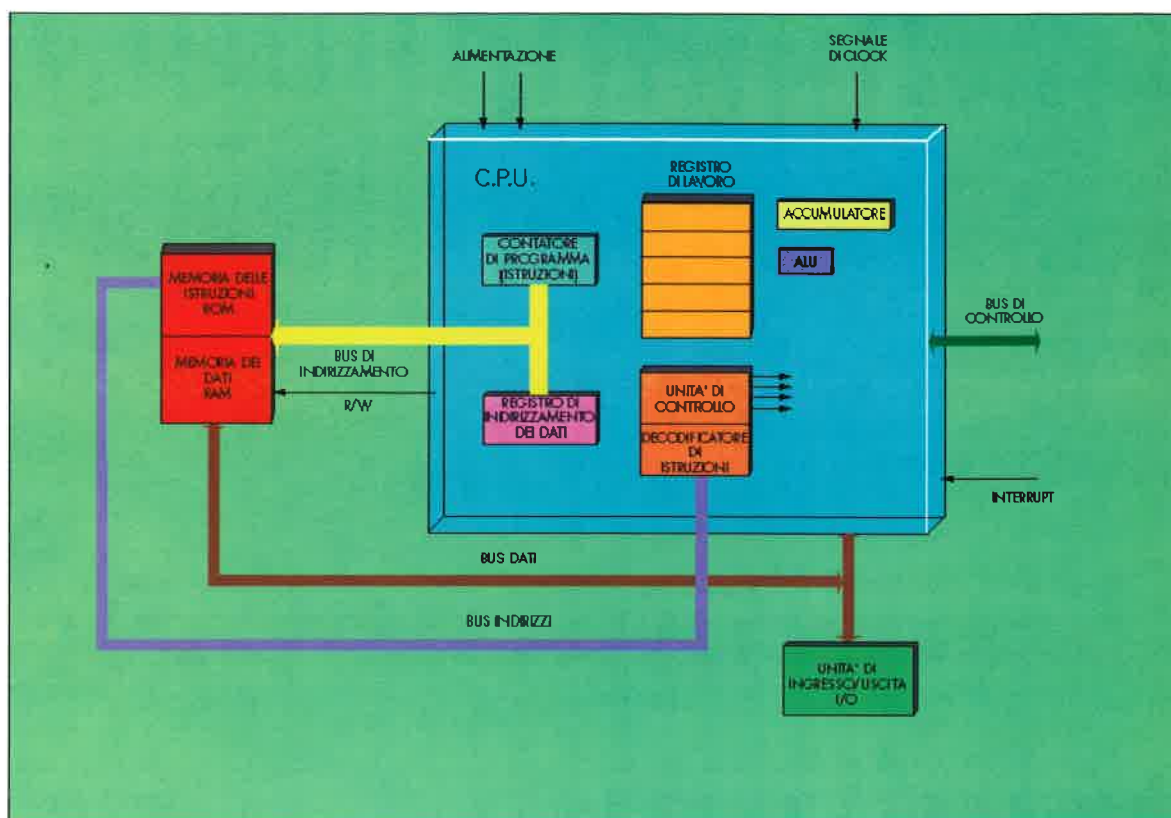 ALIMENTAZIONE
SEGNALE
DI CLOCK
C.P.U.
REGISTRO
DI LAVORO
ACCUMULATORE
ALU
CONTATORE
DI PROGRAMMA
(ISTRUZIONI)
MEMORIA DELLE
ISTRUZIONI
ROM
MEMORIA DEI
DATI
RAM
BUS DI
INDIRIZZAMENTO
R/W
REGISTRO DI
INDIRIZZAMENTO
DEI DATI
UNITA' DI
CONTROLLO
DECODIFICATORE
DI
ISTRUZIONI
BUS DI
CONTROLLO
INTERRUPT
BUS DATI
BUS INDIRIZZI
UNITA' DI
INGRESSO/USCITA
I/O